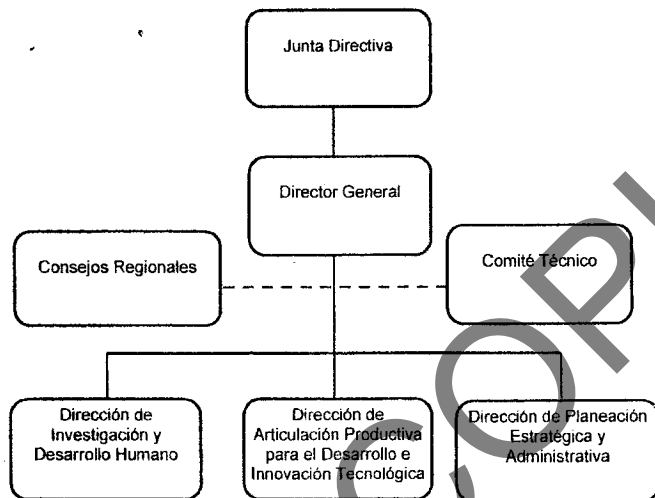 Junta Directiva
Director General
Consejos Regionales
Comité Técnico
Dirección de
Investigación y
Desarrollo Humano
Dirección de
Articulación Productiva
para el Desarrollo e
Innovación Tecnológica
Dirección de Planeación
Estratégica y
Administrativa